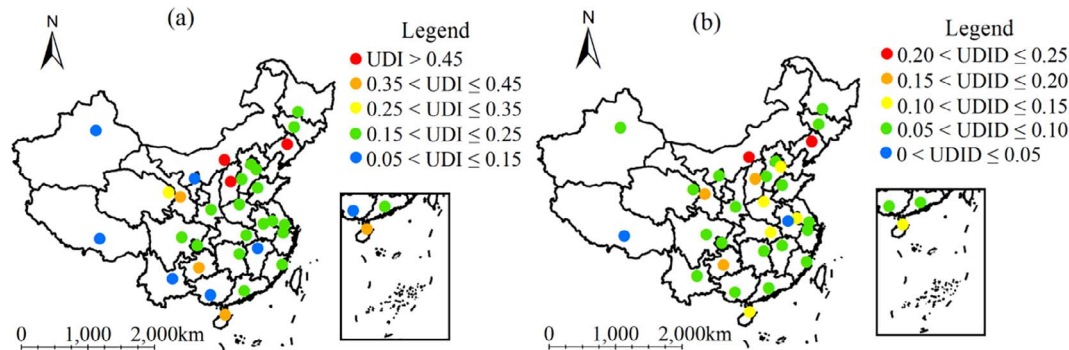 (a)
N
Legend
UDI > 0.45
0.35 < UDI ≤ 0.45
0.25 < UDI ≤ 0.35
0.15 < UDI ≤ 0.25
0.05 < UDI ≤ 0.15
0 1,000 2,000km
(b)
N
Legend
0.20 < UDID ≤ 0.25
0.15 < UDID ≤ 0.20
0.10 < UDID ≤ 0.15
0.05 < UDID ≤ 0.10
0 < UDID ≤ 0.05
0 1,000 2,000km